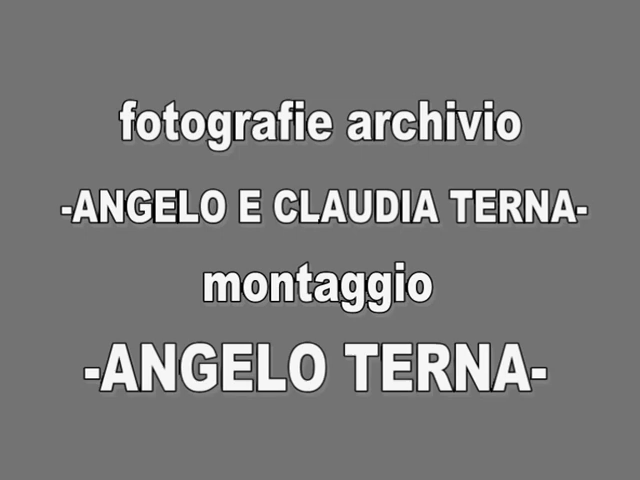 fotografie archivio
-ANGELO E CLAUDIA TERNA-
montaggio
-ANGELO TERNA-